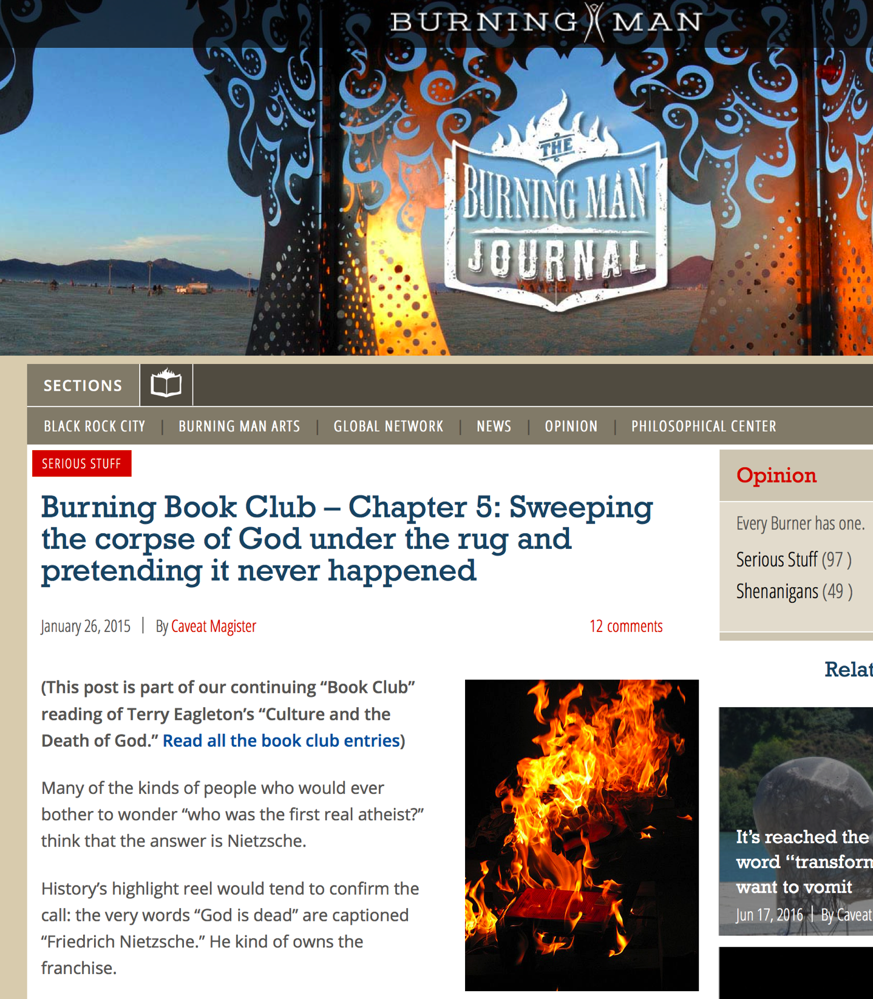 BURNING MAN
THE
BURNING MAN
JOURNAL
SECTIONS
BLACK ROCK CITY | BURNING MAN ARTS | GLOBAL NETWORK | NEWS | OPINION | PHILOSOPHICAL CENTER
SERIOUS STUFF
Burning Book Club – Chapter 5: Sweeping
the corpse of God under the rug and
pretending it never happened
January 26, 2015 | By Caveat Magister
12 comments
(This post is part of our continuing “Book Club”
reading of Terry Eagleton’s “Culture and the
Death of God.” Read all the book club entries)
Many of the kinds of people who would ever
bother to wonder “who was the first real atheist?”
think that the answer is Nietzsche.
History’s highlight reel would tend to confirm the
call: the very words “God is dead” are captioned
“Friedrich Nietzsche.” He kind of owns the
franchise.
Opinion
Every Burner has one.
Serious Stuff (97 )
Shenanigans (49 )
Relat
It’s reached the
word “transform
want to vomit
Jun 17, 2016 | By Caveat